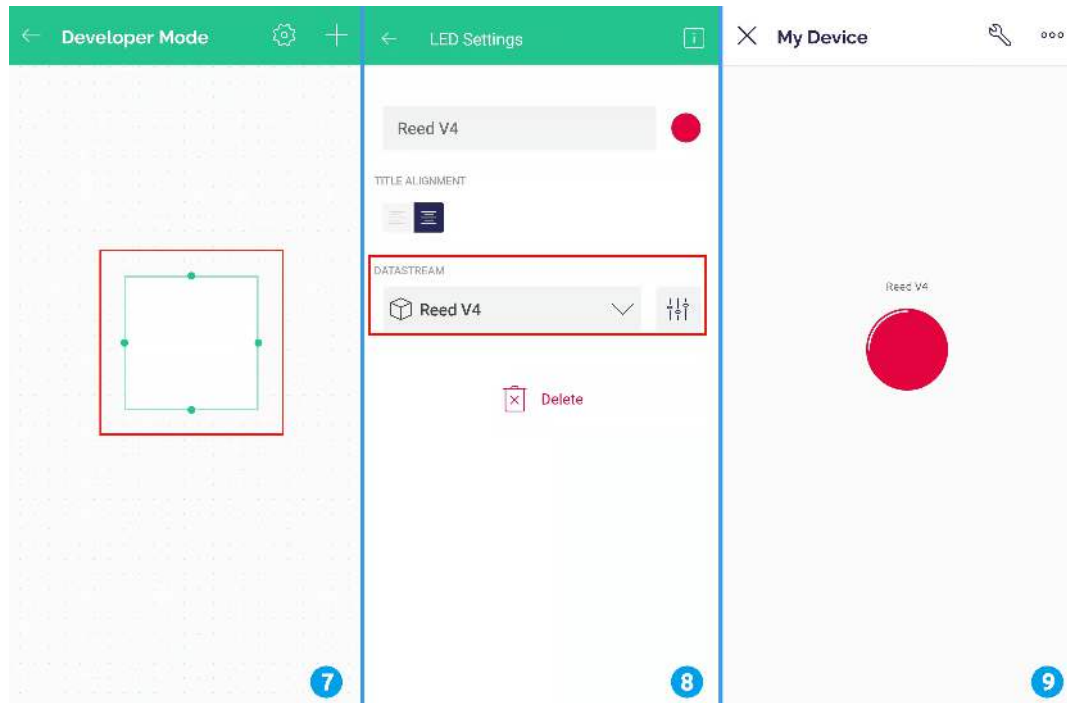 Developer Mode
7
LED Settings
Reed V4
TITLE ALIGNMENT
DATASTREAM
Reed V4
Delete
8
My Device
Reed V4
9